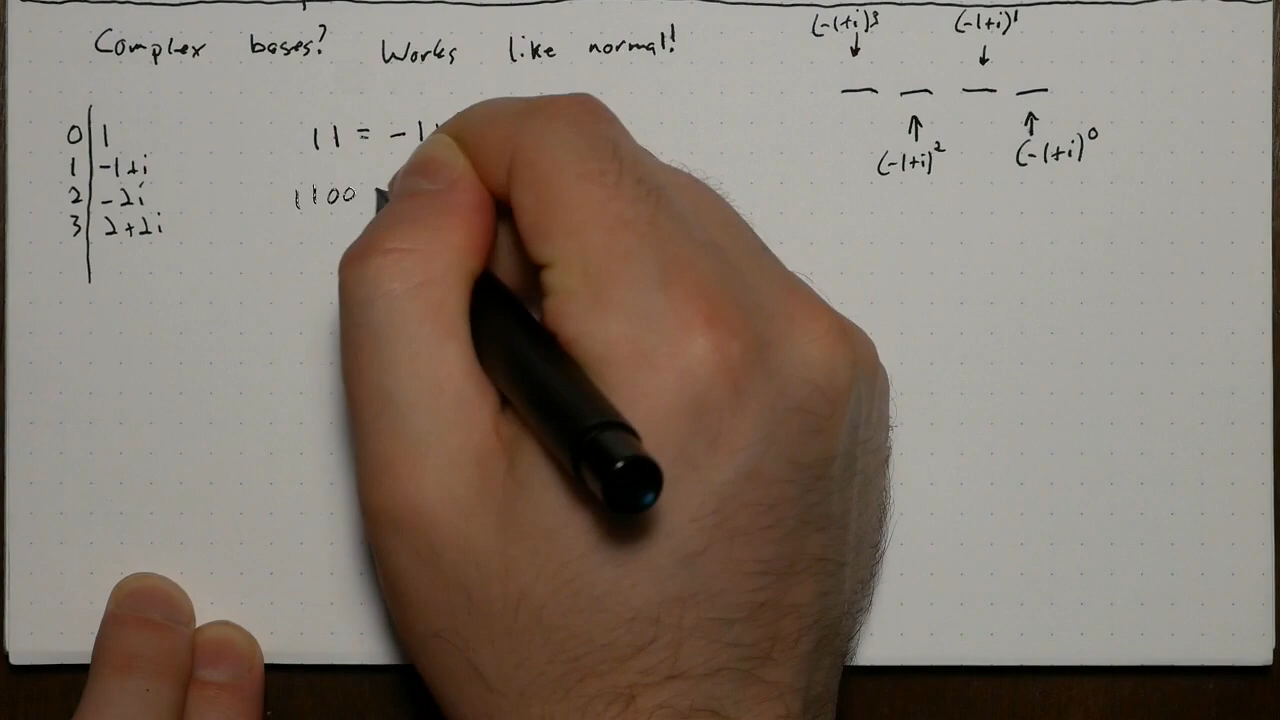 Complex bases? Works like normal!
(-1+i)³ (-1+i)¹
(-1+i)² (-1+i)⁰
0 1
1 -1+i
2 -2i
3 2+2i
11 = -1
1100